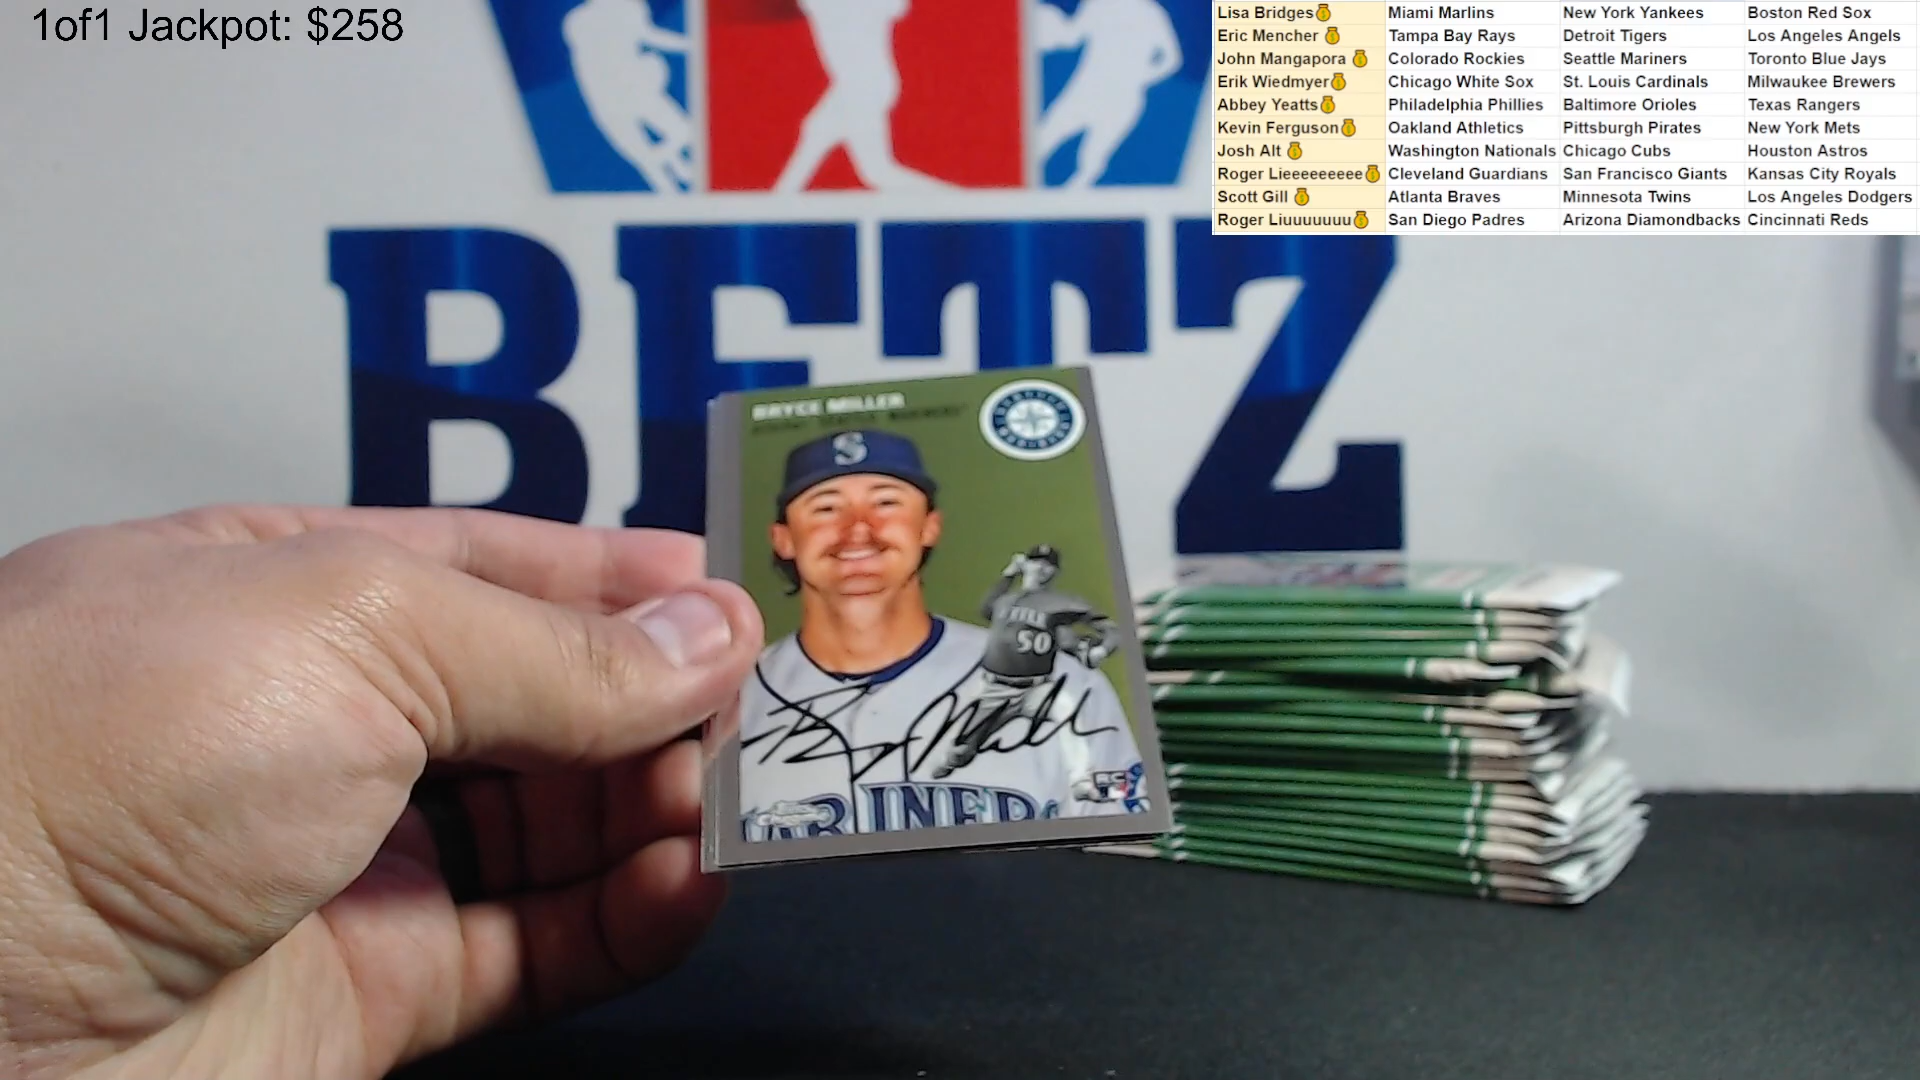 1of1 Jackpot: $258
Lisa Bridges Miami Marlins New York Yankees Boston Red Sox
Eric Mencher Tampa Bay Rays Detroit Tigers Los Angeles Angels
John Mangapora Colorado Rockies Seattle Mariners Toronto Blue Jays
Erik Wiedmyer Chicago White Sox St. Louis Cardinals Milwaukee Brewers
Abbey Yeatts Philadelphia Phillies Baltimore Orioles Texas Rangers
Kevin Ferguson Oakland Athletics Pittsburgh Pirates New York Mets
Josh Alt Washington Nationals Chicago Cubs Houston Astros
Roger Lieeeeeeeee Cleveland Guardians San Francisco Giants Kansas City Royals
Scott Gill Atlanta Braves Minnesota Twins Los Angeles Dodgers
Roger Liuuuuuuu San Diego Padres Arizona Diamondbacks Cincinnati Reds
BETZ
BRYCE MILLER
S
50
RC